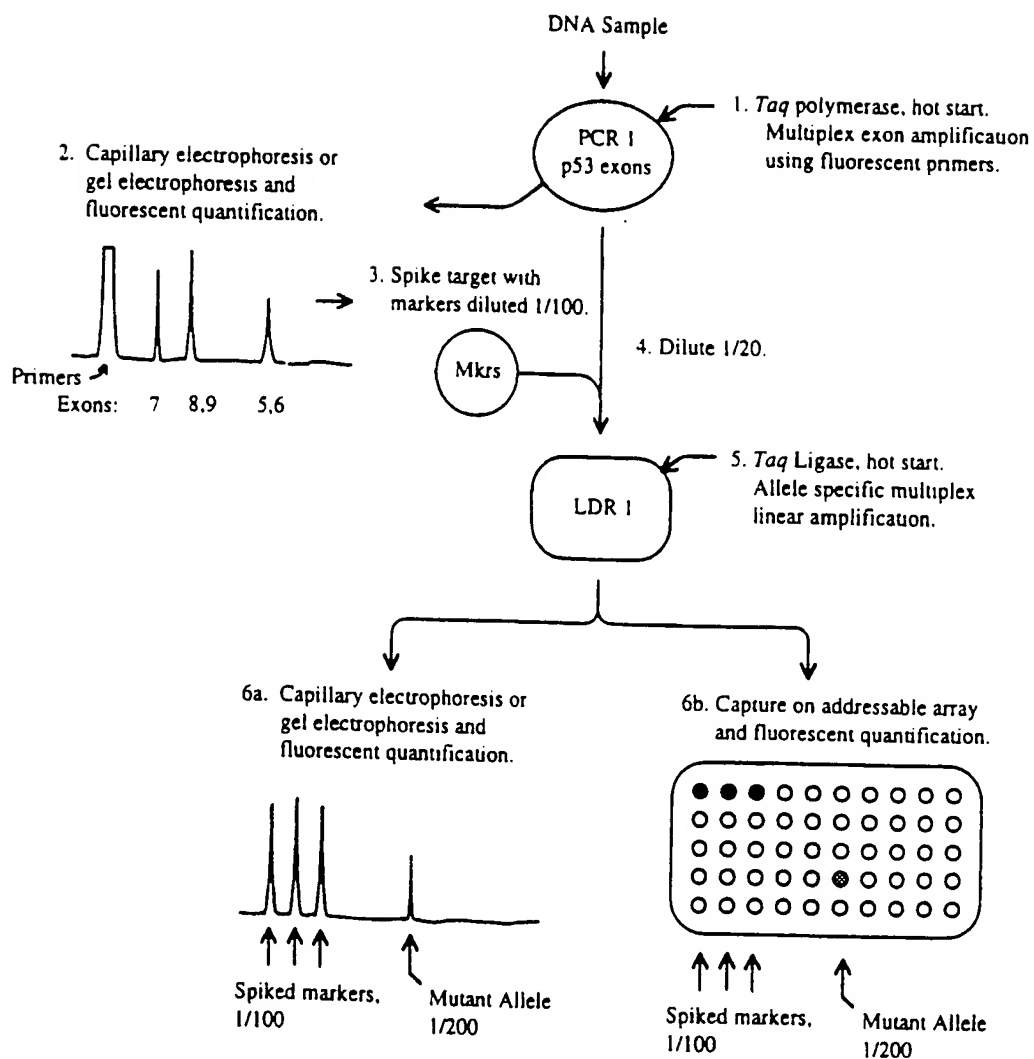 DNA Sample
PCR 1
p53 exons
1. Taq polymerase, hot start.
Multiplex exon amplification
using fluorescent primers.
2. Capillary electrophoresis or
gel electrophoresis and
fluorescent quantification.
Primers
Exons: 7 8,9 5,6
3. Spike target with
markers diluted 1/100.
Mkrs
4. Dilute 1/20.
LDR 1
5. Taq Ligase, hot start.
Allele specific multiplex
linear amplification.
6a. Capillary electrophoresis or
gel electrophoresis and
fluorescent quantification.
Spiked markers,
1/100
Mutant Allele
1/200
6b. Capture on addressable array
and fluorescent quantification.
Spiked markers,
1/100
Mutant Allele
1/200